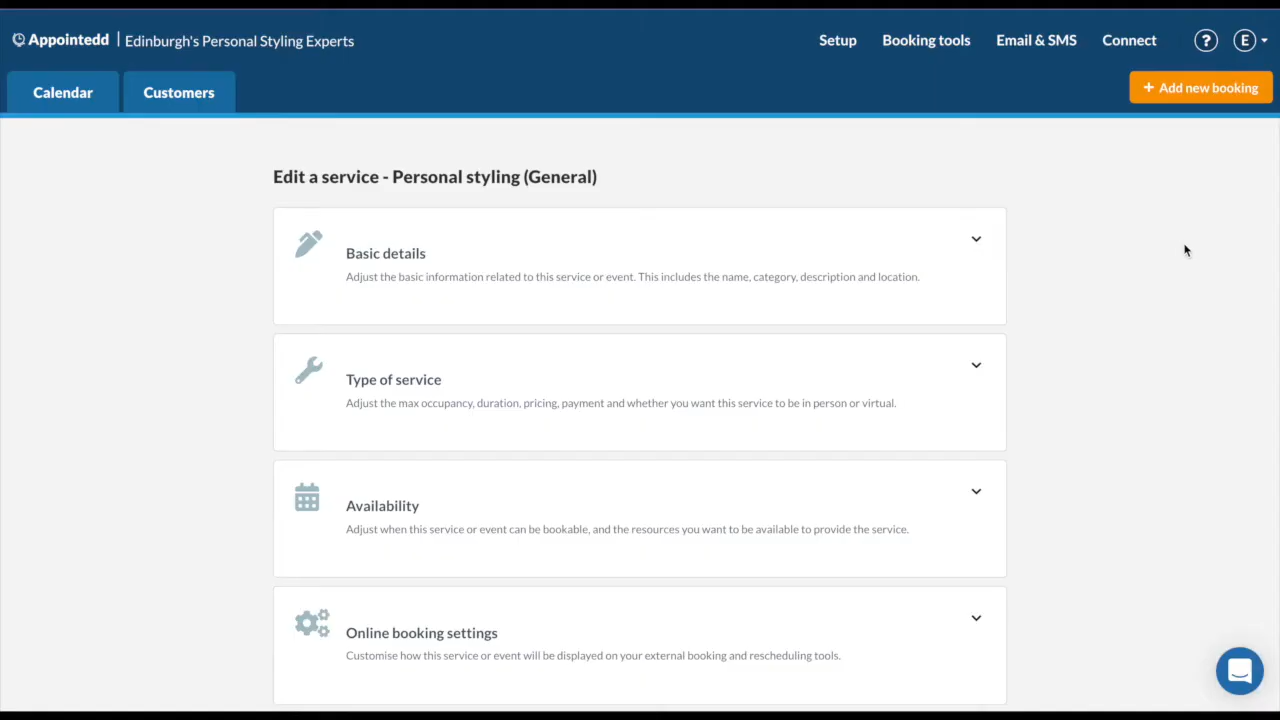 Appointedd | Edinburgh's Personal Styling Experts
Setup
Booking tools
Email & SMS
Connect
?
E
Calendar
Customers
+ Add new booking
Edit a service - Personal styling (General)
Basic details
Adjust the basic information related to this service or event. This includes the name, category, description and location.
Type of service
Adjust the max occupancy, duration, pricing, payment and whether you want this service to be in person or virtual.
Availability
Adjust when this service or event can be bookable, and the resources you want to be available to provide the service.
Online booking settings
Customise how this service or event will be displayed on your external booking and rescheduling tools.